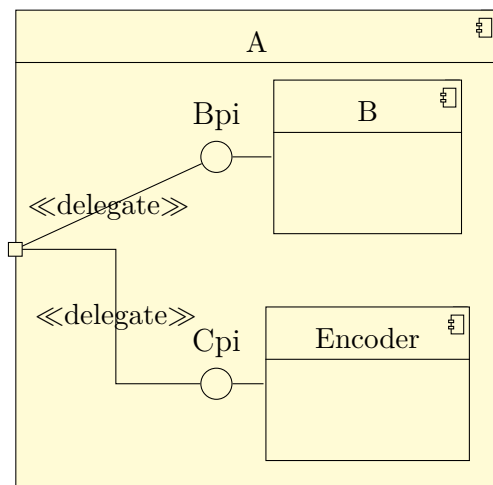 A
Bpi
B
≪delegate≫
≪delegate≫
Cpi
Encoder